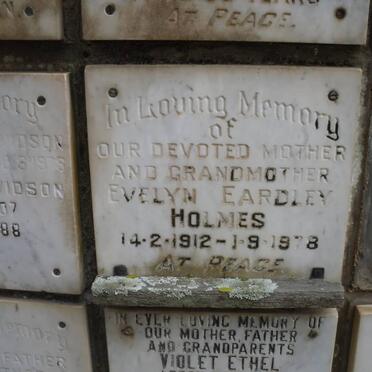 AT PEACE.
In Loving Memory
of
OUR DEVOTED MOTHER
AND GRANDMOTHER
EVELYN EARDLEY
HOLMES
14-2-1912-1-9-1978
AT PEACE
IN EVER LOVING MEMORY OF
OUR MOTHER, FATHER
AND GRANDPARENTS
VIOLET ETHEL